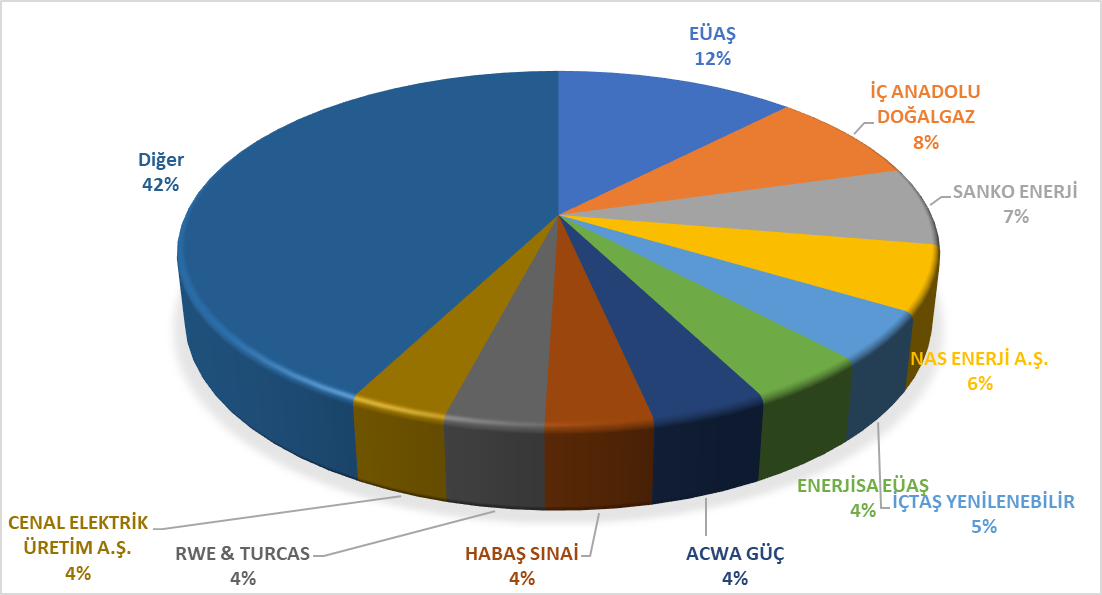 EÜAŞ
12%
İÇ ANADOLU
DOĞALGAZ
8%
SANKO ENERJİ
7%
NAS ENERJİ A.Ş.
6%
İÇTAŞ YENİLENEBİLİR
5%
ENERJİSA EÜAŞ
4%
ACWA GÜÇ
4%
HABAŞ SINAİ
4%
RWE & TURCAS
4%
CENAL ELEKTRİK
ÜRETİM A.Ş.
4%
Diğer
42%